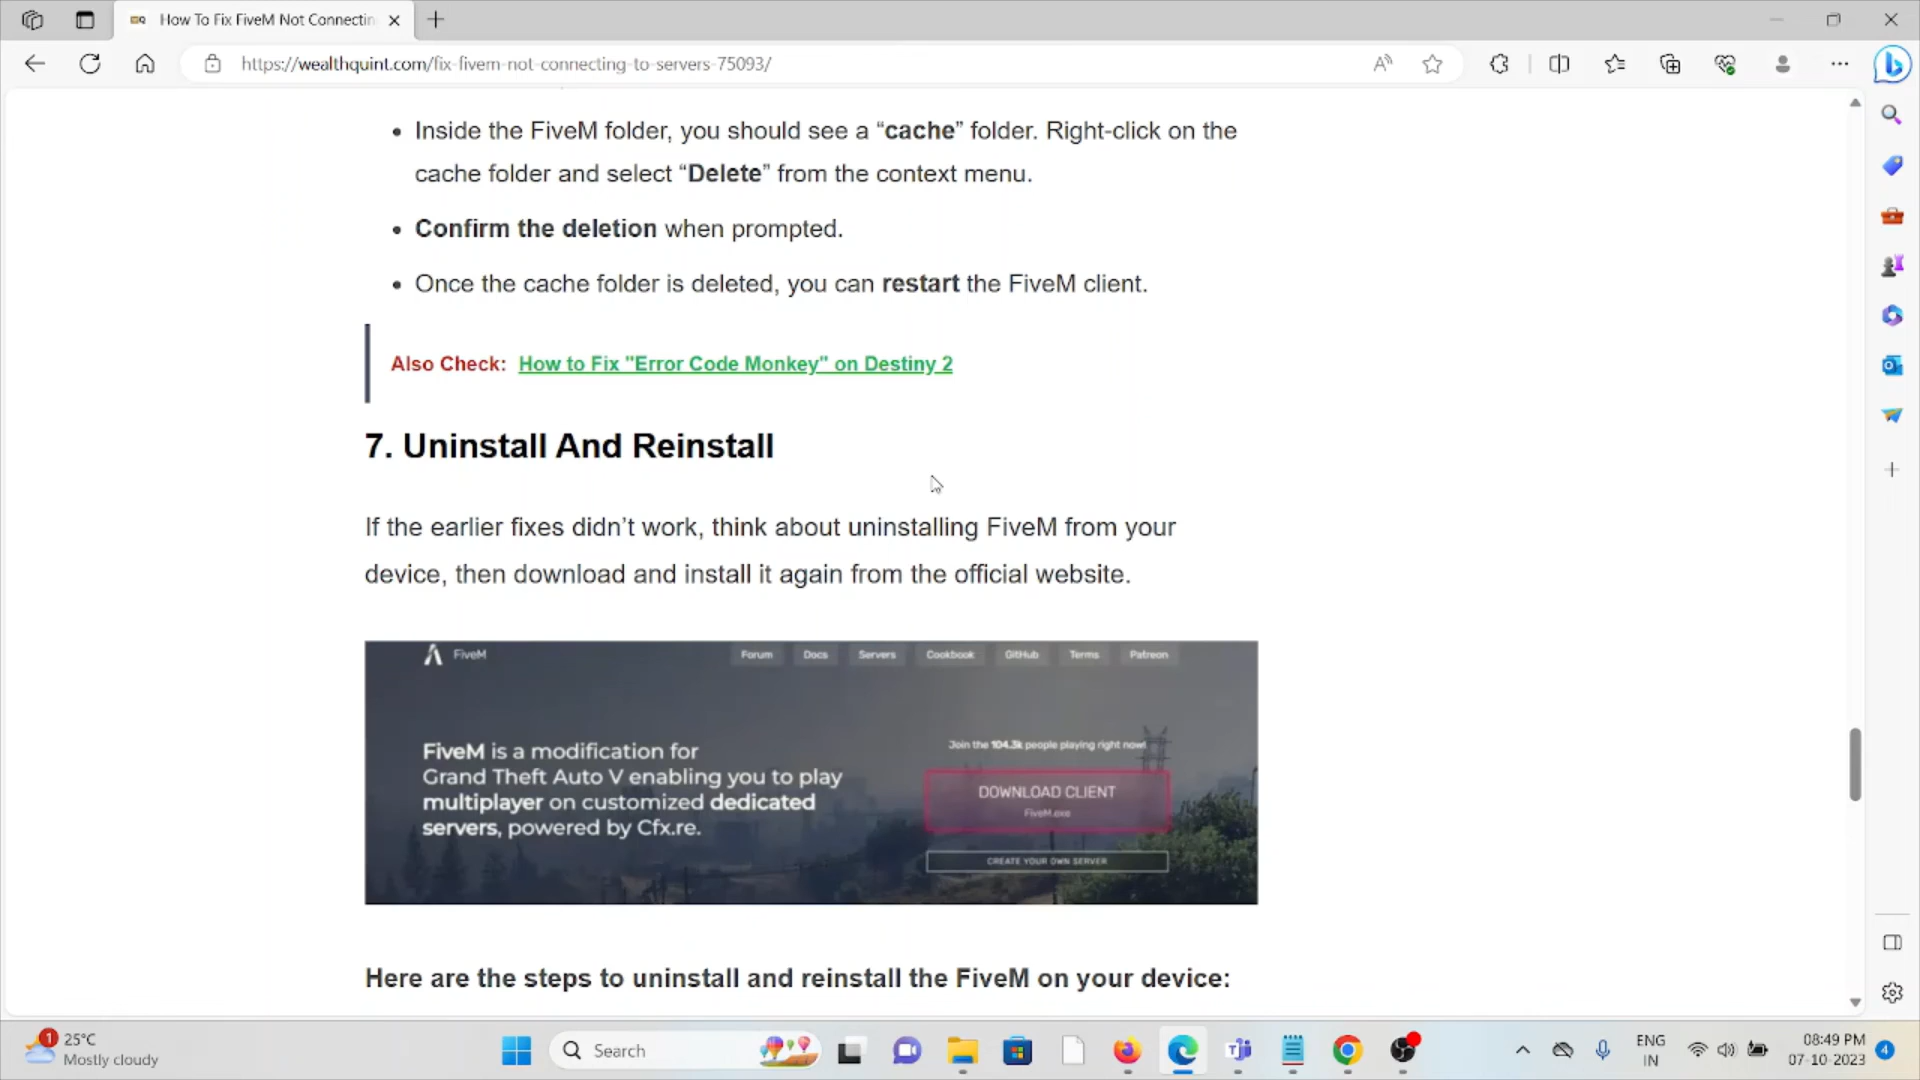 How To Fix FiveM Not Connectin
https://wealthquint.com/fix-fivem-not-connecting-to-servers-75093/
• Inside the FiveM folder, you should see a “cache” folder. Right-click on the
cache folder and select “Delete” from the context menu.
• Confirm the deletion when prompted.
• Once the cache folder is deleted, you can restart the FiveM client.
Also Check: How to Fix "Error Code Monkey" on Destiny 2
7. Uninstall And Reinstall
If the earlier fixes didn’t work, think about uninstalling FiveM from your
device, then download and install it again from the official website.
FiveM Forum Docs Servers Cookbook GitHub Terms Patreon
FiveM is a modification for
Grand Theft Auto V enabling you to play
multiplayer on customized dedicated
servers, powered by Cfx.re.
Join the 104.3k people playing right now!
DOWNLOAD CLIENT
FiveM.exe
CREATE YOUR OWN SERVER
Here are the steps to uninstall and reinstall the FiveM on your device:
1
25°C
Mostly cloudy
Search
ENG
IN
08:49 PM
07-10-2023
4